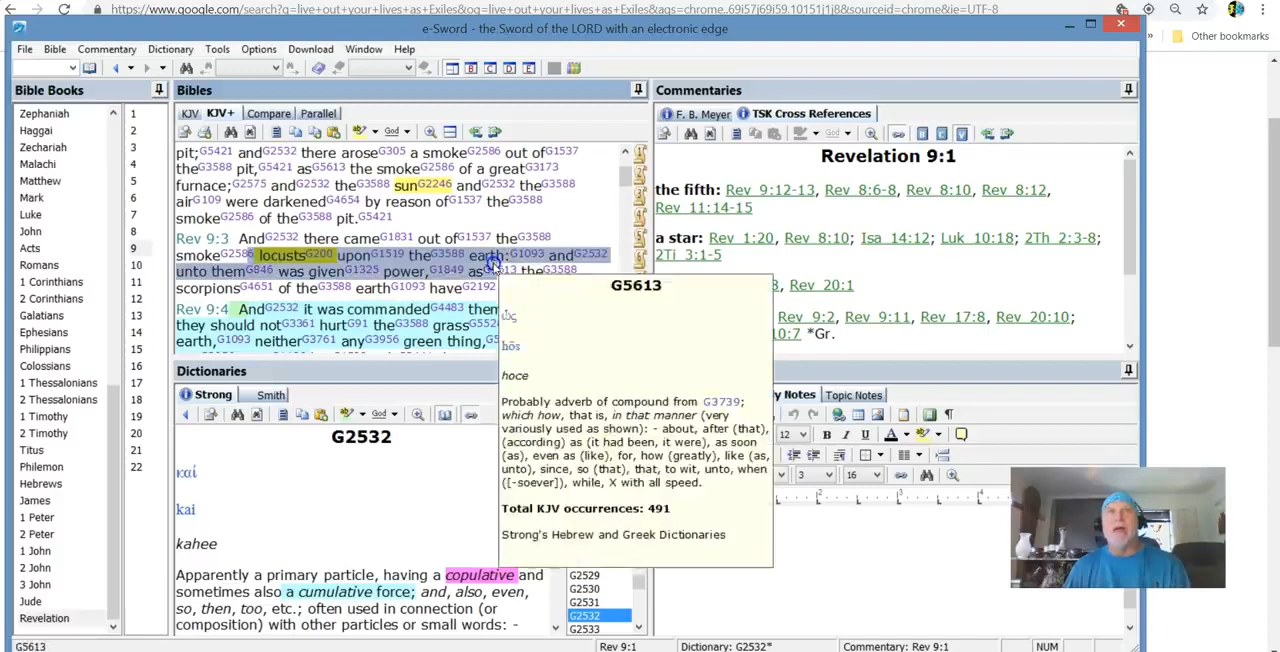 https://www.google.com/search?q=live+out+your+lives+as+Exiles&oq=live+out+your+lives+as+Exiles&aqs=chrome..69i57j69i59.10151j1j8&sourceid=chrome&ie=UTF-8
» Other bookmarks
e-Sword - the Sword of the LORD with an electronic edge
File Bible Commentary Dictionary Tools Options Download Window Help
Bible Books
Zephaniah
Haggai
Zechariah
Malachi
Matthew
Mark
Luke
John
Acts
Romans
1 Corinthians
2 Corinthians
Galatians
Ephesians
Philippians
Colossians
1 Thessalonians
2 Thessalonians
1 Timothy
2 Timothy
Titus
Philemon
Hebrews
James
1 Peter
2 Peter
1 John
2 John
3 John
Jude
Revelation
1
2
3
4
5
6
7
8
9
10
11
12
13
14
15
16
17
18
19
20
21
22
Bibles
KJV KJV+ Compare Parallel
pit;G5421 andG2532 there aroseG305 a smokeG2586 out ofG1537
theG3588 pit,G5421 asG5613 the smokeG2586 of a greatG3173
furnace;G2575 andG2532 theG3588 sunG2246 andG2532 theG3588
airG109 were darkenedG4654 by reason ofG1537 theG3588
smokeG2586 of the pit.G5421
Rev 9:3 AndG2532 there cameG1831 out ofG1537 theG3588
smokeG2586 locustsG200 uponG1519 theG3588 earth:G1093 andG2532
unto themG846 was givenG1325 power,G1849 asG5613 theG3588
scorpionsG4651 of the earthG1093 haveG2192
Rev 9:4 AndG2532 it was commandedG4483 them
they should notG3361 hurtG91 theG3588 grassG552
earth,G1093 neitherG3761 anyG3956 green thing,G5
Dictionaries
Strong Smith
God
G2532
καί
kai
kahee
Apparently a primary particle, having a copulative and
sometimes also a cumulative force; and, also, even,
so, then, too, etc.; often used in connection (or
composition) with other particles or small words: -
G2529
G2530
G2531
G2532
G2533
G5613
ὡς
hōs
hoce
Probably adverb of compound from G3739;
which how, that is, in that manner (very
variously used as shown): - about, after (that),
(according) as (it had been, it were), as soon
(as), even as (like), for, how (greatly), like (as,
unto), since, so (that), that, to wit, unto, when
([-soever]), while, X with all speed.
Total KJV occurrences: 491
Strong's Hebrew and Greek Dictionaries
Commentaries
F. B. Meyer TSK Cross References
God
Revelation 9:1
the fifth: Rev 9:12-13, Rev 8:6-8, Rev 8:10, Rev 8:12,
Rev 11:14-15
a star: Rev 1:20, Rev 8:10; Isa 14:12; Luk 10:18; 2Th 2:3-8;
2Ti 3:1-5
8, Rev 20:1
Rev 9:2, Rev 9:11, Rev 17:8, Rev 20:10;
10:7 *Gr.
y Notes Topic Notes
12 B I U A
3 16
1 2 3 4
G5613 Rev 9:1 Dictionary: G2532* Commentary: Rev 9:1 NUM